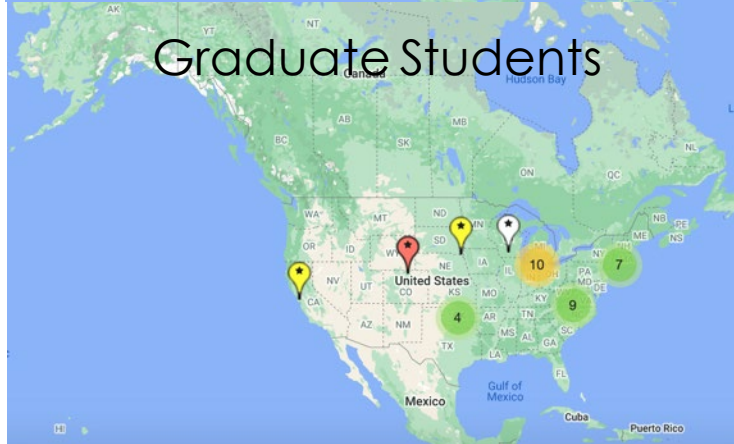 Graduate Students
AK
YT
NT
Canada
Hudson Bay
BC
AB
SK
MB
ON
QC
NL
NB
PE
NS
ME
WA
MT
ND
MN
OR
ID
SD
NY
IA
NE
IL
10
7
PA
MD
DE
United States
NV
UT
CO
KS
MO
KY
9
CA
4
AZ
NM
AR
TN
SC
MS
AL
GA
TX
LA
FL
Gulf of
Mexico
Mexico
Cuba
Puerto Rico
HI